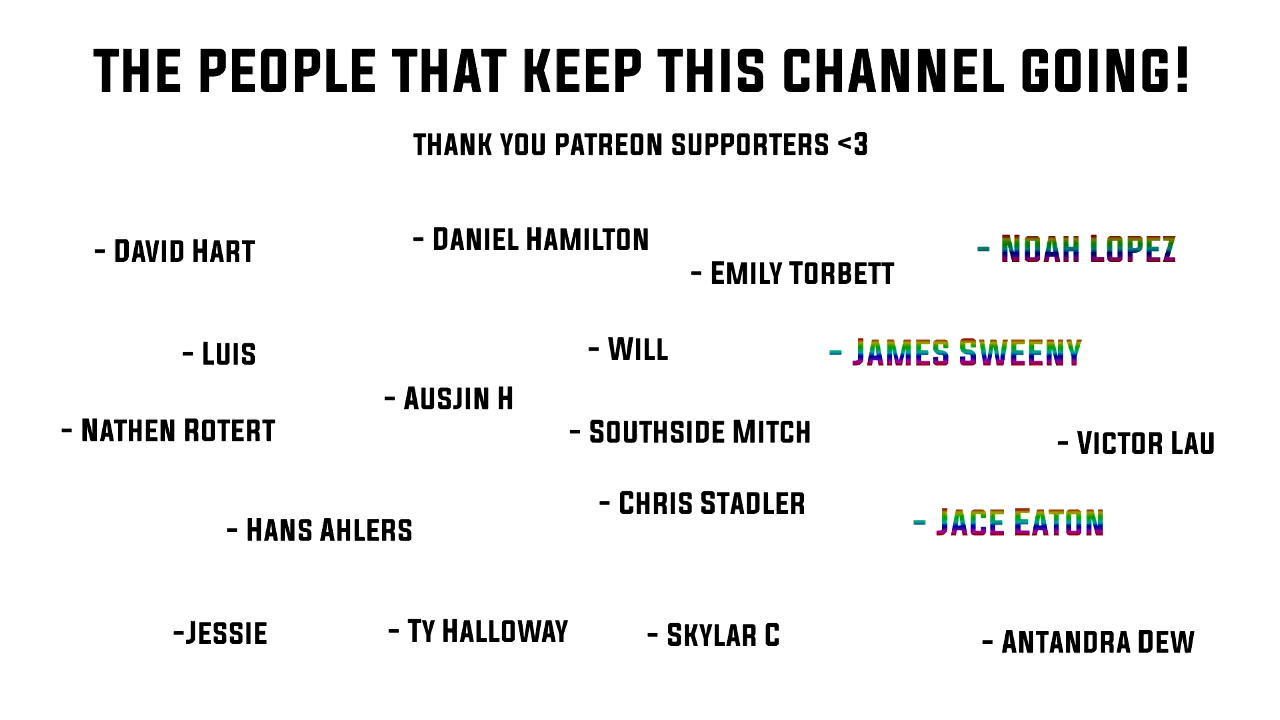 THE PEOPLE THAT KEEP THIS CHANNEL GOING!
THANK YOU PATREON SUPPORTERS <3
- DAVID HART
- DANIEL HAMILTON
- EMILY TORBETT
- NOAH LOPEZ
- LUIS
- WILL
- JAMES SWEENY
- AUSJIN H
- NATHEN ROTERT
- SOUTHSIDE MITCH
- VICTOR LAU
- CHRIS STADLER
- HANS AHLERS
- JACE EATON
-JESSIE
- TY HALLOWAY
- SKYLAR C
- ANTANDRA DEW